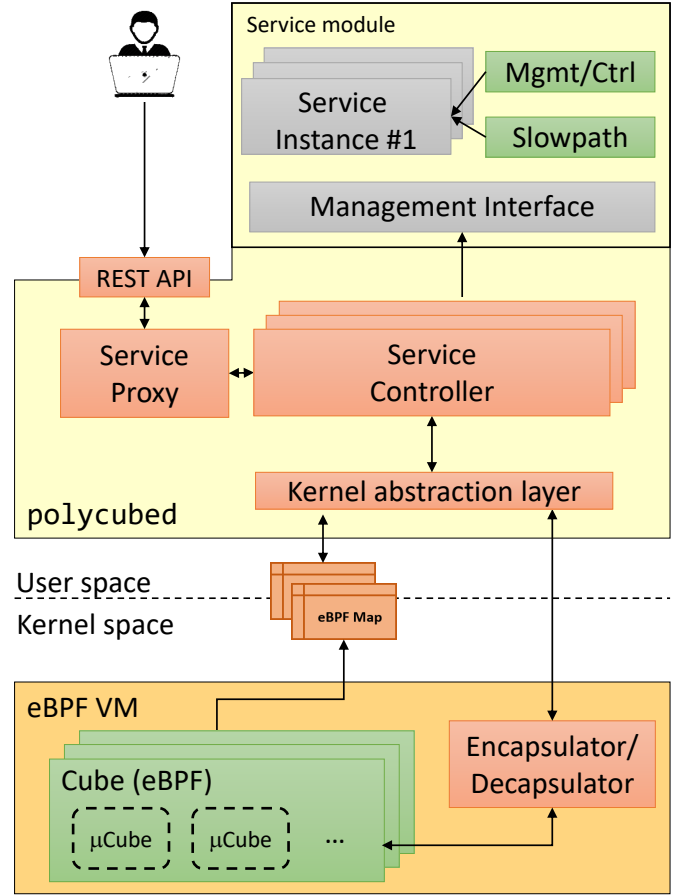 Service module
Service
Instance #1
Mgmt/Ctrl
Slowpath
Management Interface
REST API
Service
Proxy
Service
Controller
Kernel abstraction layer
polycubed
User space
Kernel space
eBPF Map
eBPF VM
Cube (eBPF)
μCube
μCube
...
Encapsulator/
Decapsulator